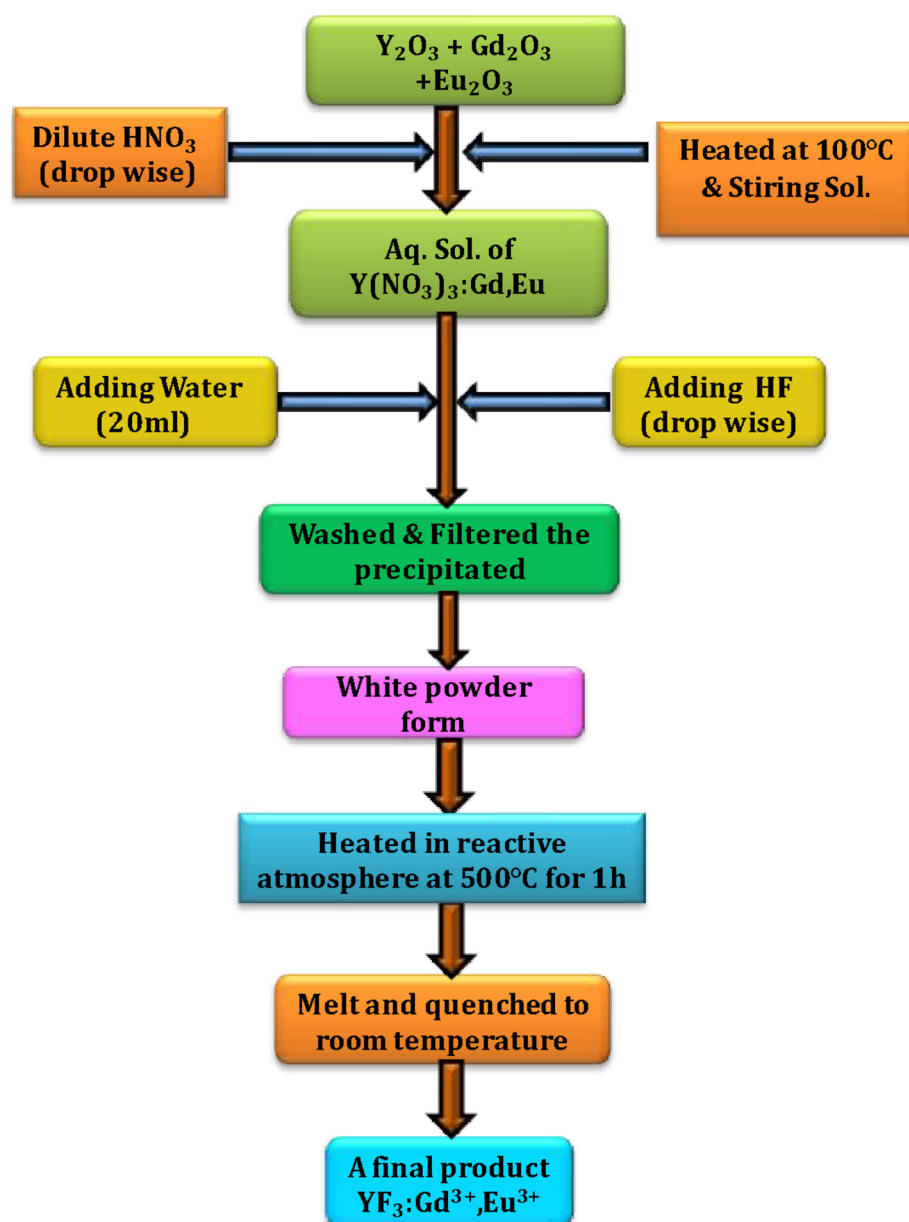 Y₂O₃ + Gd₂O₃
+Eu₂O₃
Dilute HNO₃
(drop wise)
Heated at 100°C
& Stiring Sol.
Aq. Sol. of
Y(NO₃)₃:Gd,Eu
Adding Water
(20ml)
Adding HF
(drop wise)
Washed & Filtered the
precipitated
White powder
form
Heated in reactive
atmosphere at 500°C for 1h
Melt and quenched to
room temperature
A final product
YF₃:Gd³⁺,Eu³⁺